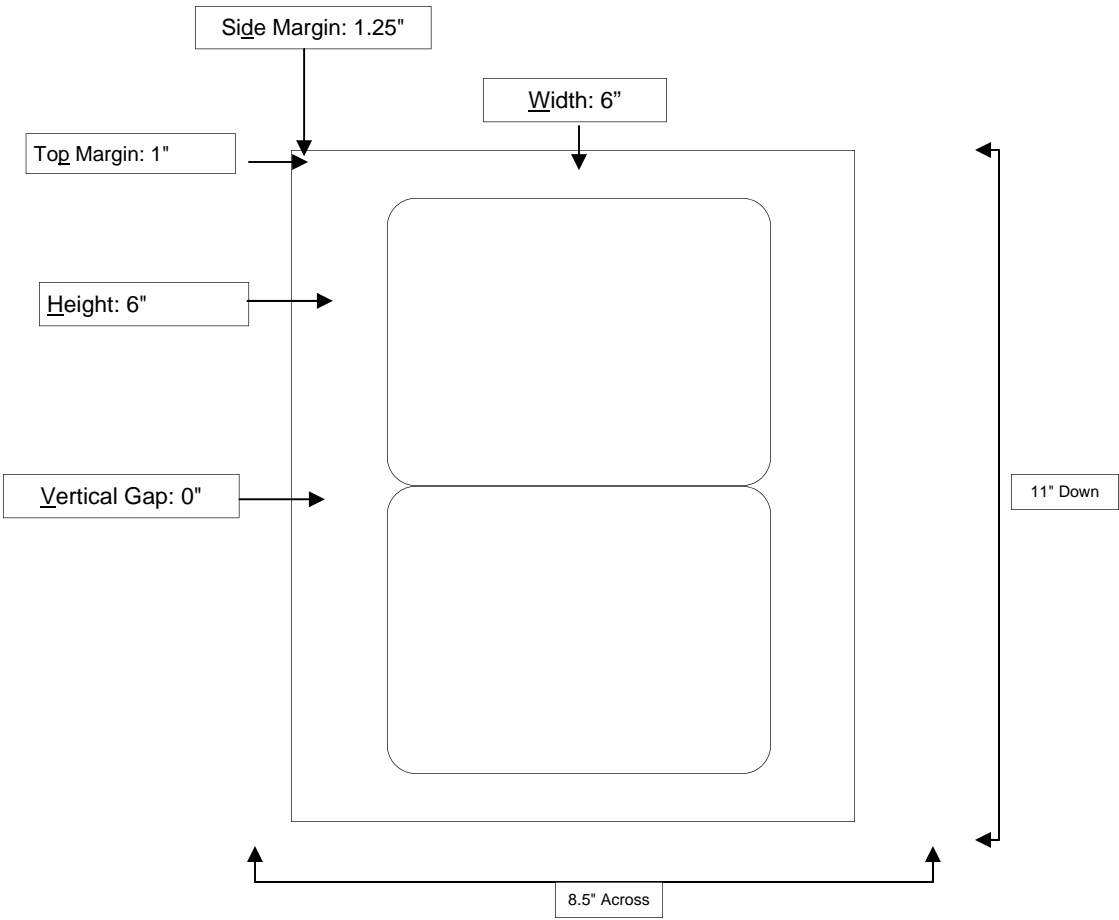 Side Margin: 1.25"
Width: 6”
Top Margin: 1"
Height: 6"
Vertical Gap: 0"
11" Down
8.5" Across